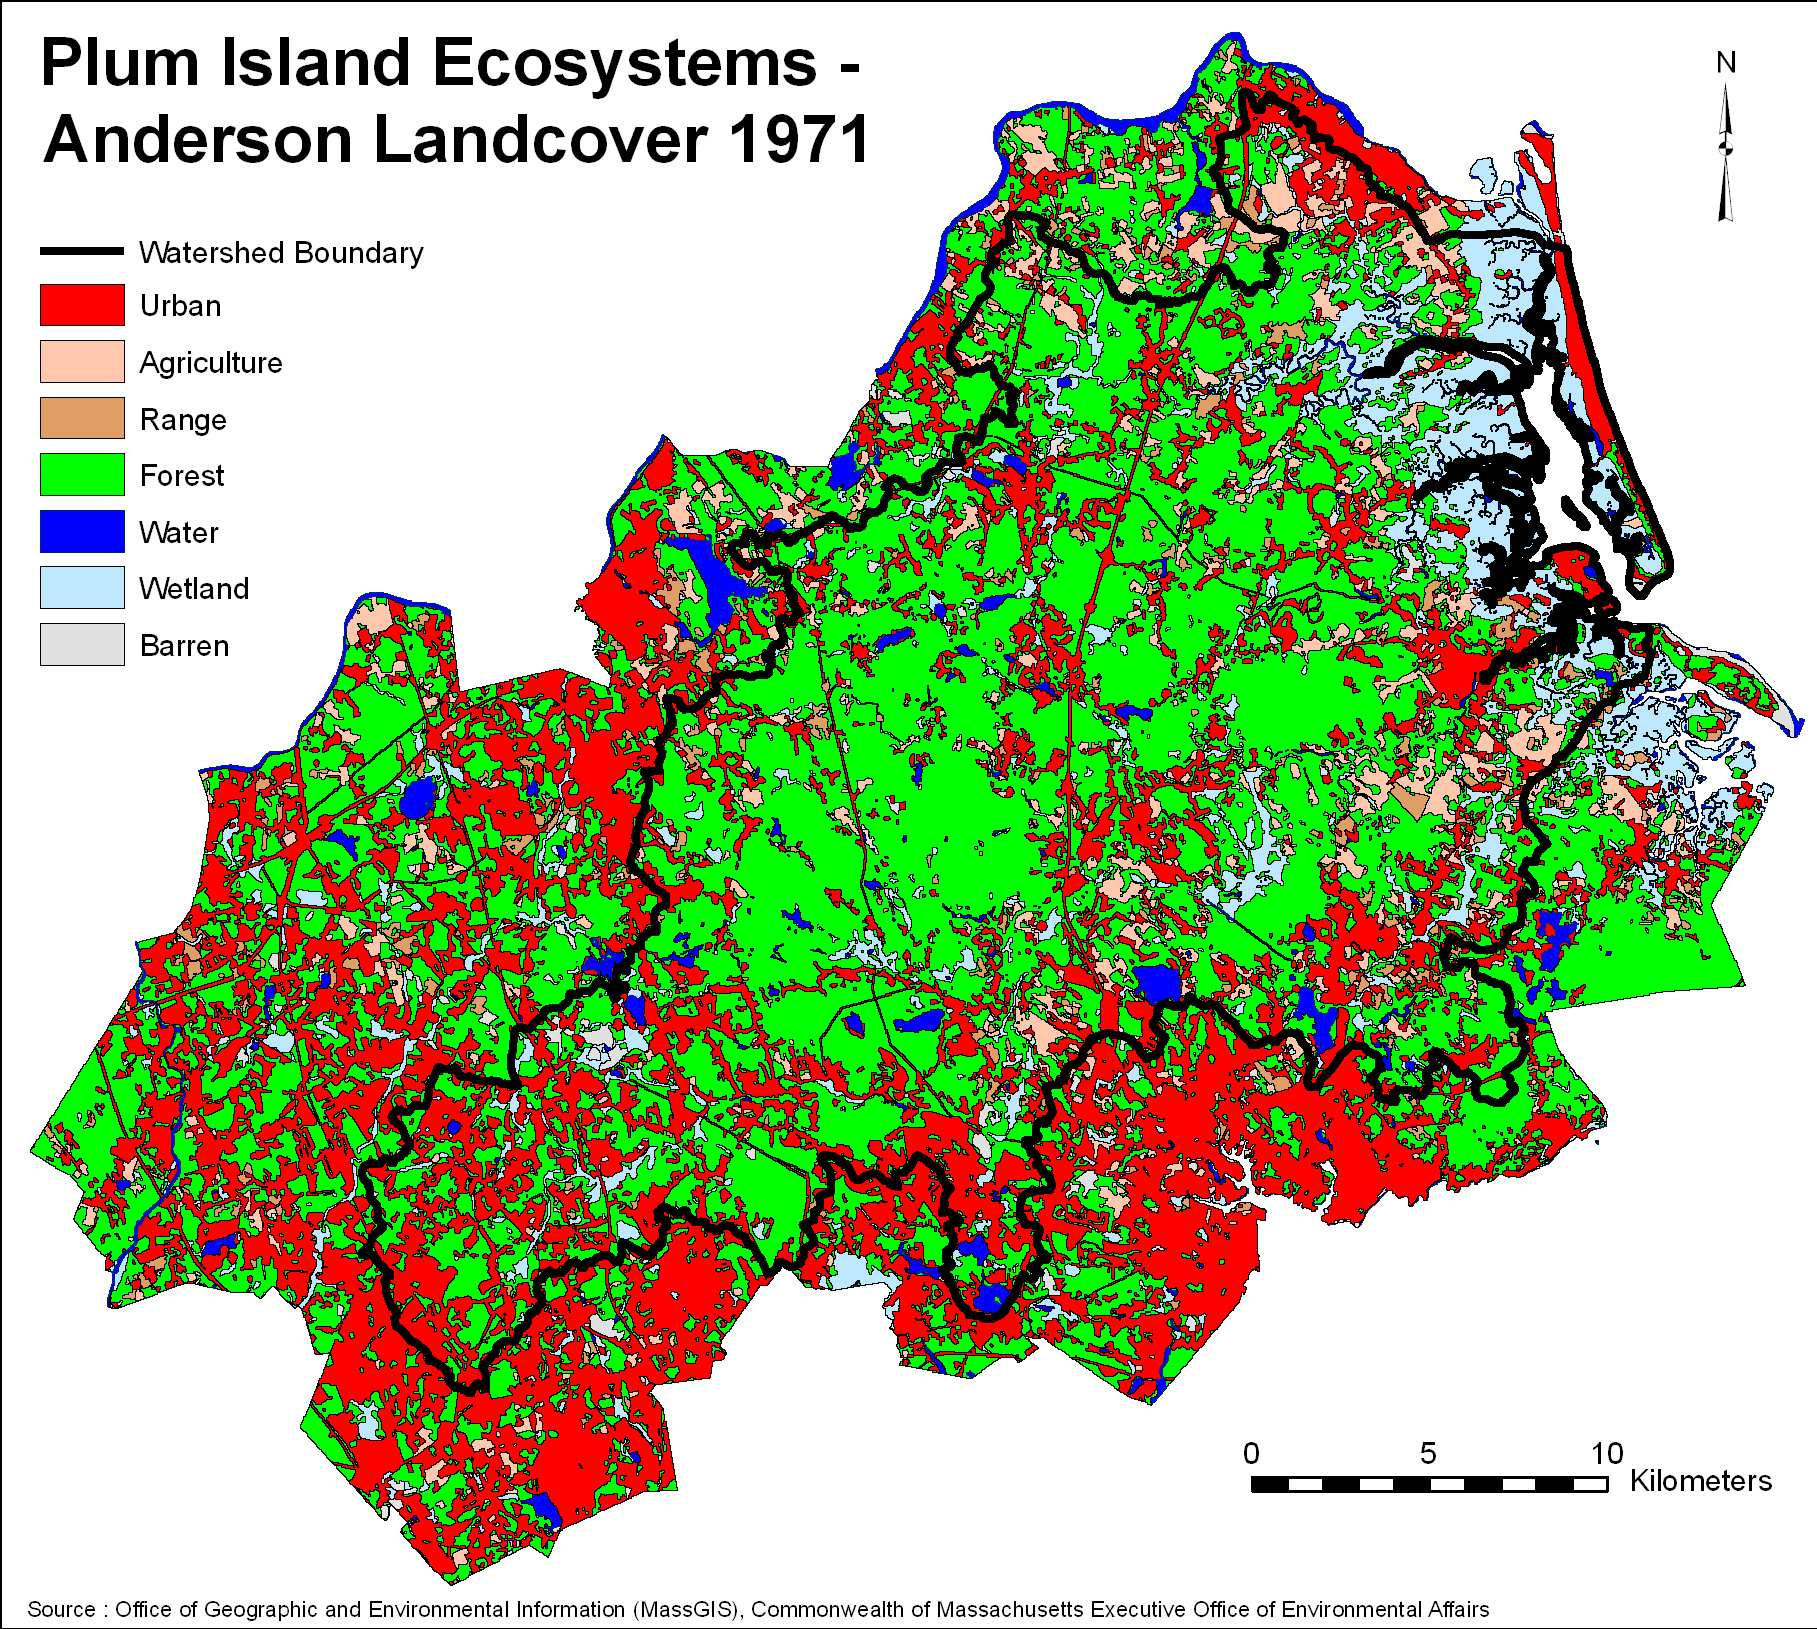 Plum Island Ecosystems -
Anderson Landcover 1971
N
Watershed Boundary
Urban
Agriculture
Range
Forest
Water
Wetland
Barren
0 5 10
Kilometers
Source : Office of Geographic and Environmental Information (MassGIS), Commonwealth of Massachusetts Executive Office of Environmental Affairs